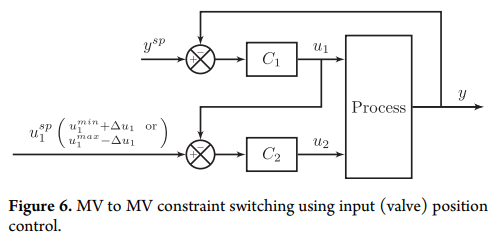 y^{sp}
+
−
C_1
u_1
Process
y
u_1^{sp} ( u_1^{min}+Δu_1 or
u_1^{max}−Δu_1 )
+
−
C_2
u_2
Figure 6. MV to MV constraint switching using input (valve) position
control.